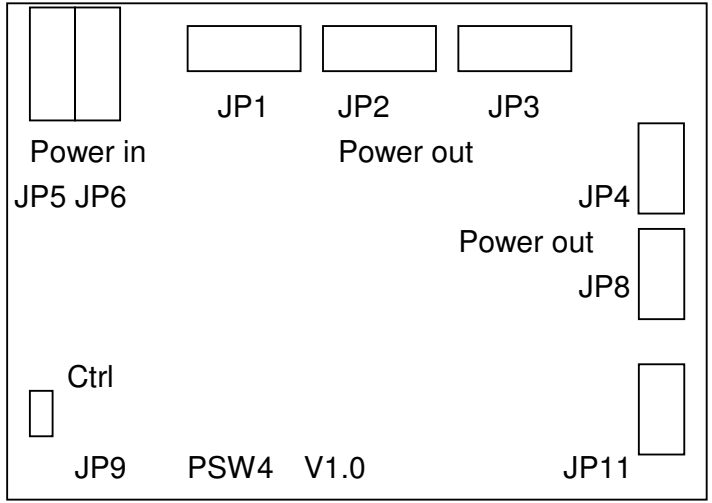 JP1 JP2 JP3
Power in Power out
JP5 JP6 JP4
Power out
JP8
Ctrl
JP9 PSW4 V1.0 JP11